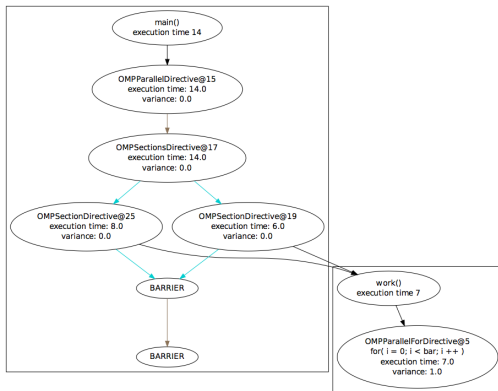 main()
execution time 14
OMPParallelDirective@15
execution time: 14.0
variance: 0.0
OMPSectionsDirective@17
execution time: 14.0
variance: 0.0
OMPSectionDirective@25
execution time: 8.0
variance: 0.0
OMPSectionDirective@19
execution time: 6.0
variance: 0.0
BARRIER
work()
execution time 7
BARRIER
OMPParallelForDirective@5
for( i = 0; i < bar; i ++ )
execution time: 7.0
variance: 1.0